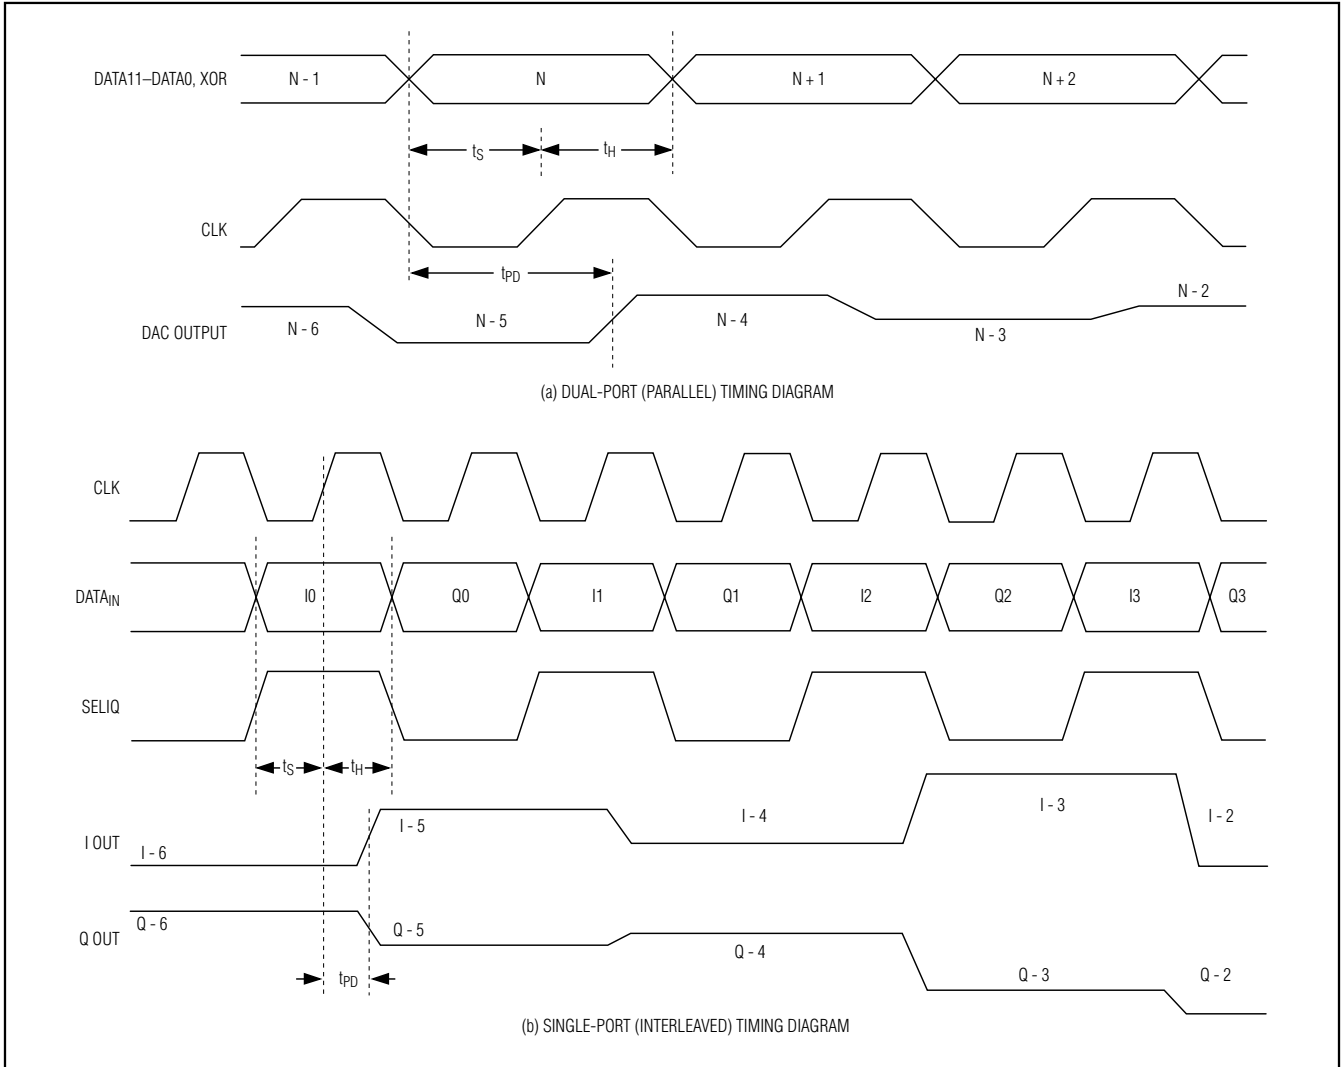 DATA11–DATA0, XOR N - 1 N N + 1 N + 2
tS tH
CLK
tPD
DAC OUTPUT N - 6 N - 5 N - 4 N - 3 N - 2
(a) DUAL-PORT (PARALLEL) TIMING DIAGRAM
CLK
DATAIN I0 Q0 I1 Q1 I2 Q2 I3 Q3
SELIQ
tS tH
I OUT I - 6 I - 5 I - 4 I - 3 I - 2
Q OUT Q - 6 Q - 5 Q - 4 Q - 3 Q - 2
tPD
(b) SINGLE-PORT (INTERLEAVED) TIMING DIAGRAM